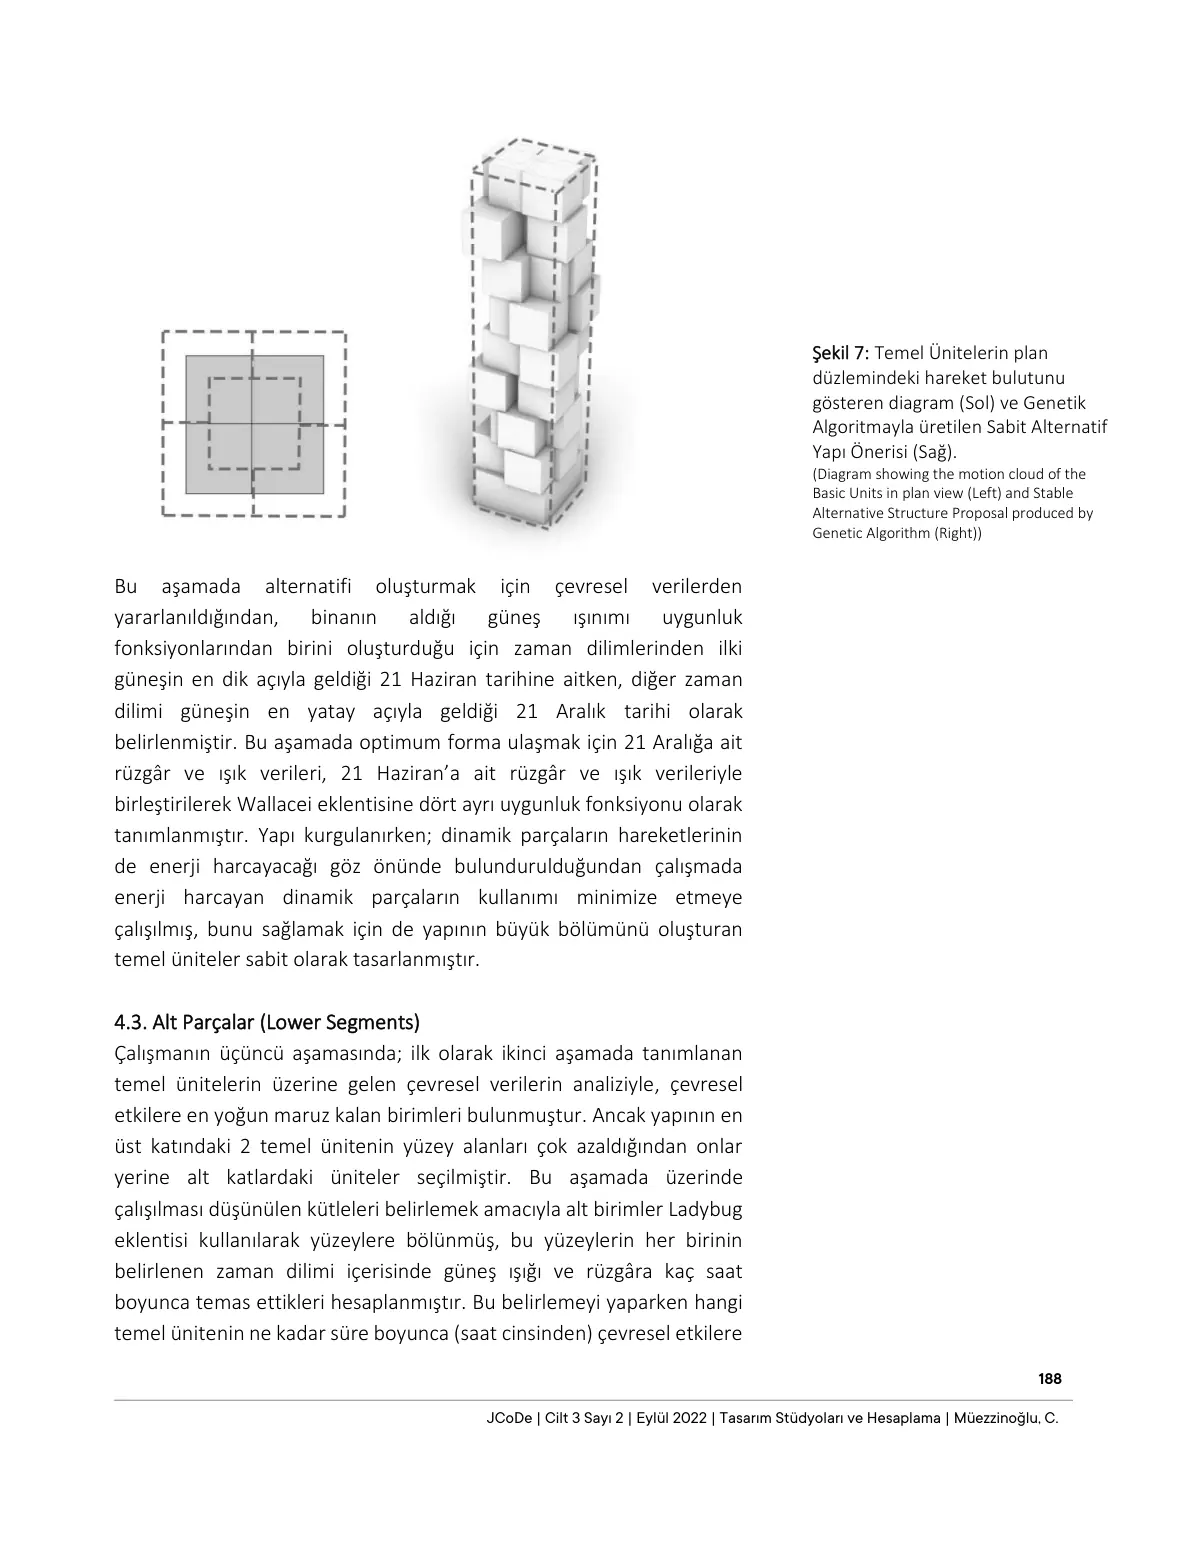 Şekil 7: Temel Ünitelerin plan
düzlemindeki hareket bulutunu
gösteren diagram (Sol) ve Genetik
Algoritmayla üretilen Sabit Alternatif
Yapı Önerisi (Sağ).
(Diagram showing the motion cloud of the
Basic Units in plan view (Left) and Stable
Alternative Structure Proposal produced by
Genetic Algorithm (Right))
Bu aşamada alternatifi oluşturmak için çevresel verilerden
yararlanıldığından, binanın aldığı güneş ışınımı uygunluk
fonksiyonlarından birini oluşturduğu için zaman dilimlerinden ilki
güneşin en dik açıyla geldiği 21 Haziran tarihine aitken, diğer zaman
dilimi güneşin en yatay açıyla geldiği 21 Aralık tarihi olarak
belirlenmiştir. Bu aşamada optimum forma ulaşmak için 21 Aralığa ait
rüzgâr ve ışık verileri, 21 Haziran’a ait rüzgâr ve ışık verileriyle
birleştirilerek Wallacei eklentisine dört ayrı uygunluk fonksiyonu olarak
tanımlanmıştır. Yapı kurgulanırken; dinamik parçaların hareketlerinin
de enerji harcayacağı göz önünde bulundurulduğundan çalışmada
enerji harcayan dinamik parçaların kullanımı minimize etmeye
çalışılmış, bunu sağlamak için de yapının büyük bölümünü oluşturan
temel üniteler sabit olarak tasarlanmıştır.
4.3. Alt Parçalar (Lower Segments)
Çalışmanın üçüncü aşamasında; ilk olarak ikinci aşamada tanımlanan
temel ünitelerin üzerine gelen çevresel verilerin analiziyle, çevresel
etkilere en yoğun maruz kalan birimleri bulunmuştur. Ancak yapının en
üst katındaki 2 temel ünitenin yüzey alanları çok azaldığından onlar
yerine alt katlardaki üniteler seçilmiştir. Bu aşamada üzerinde
çalışılması düşünülen kütleleri belirlemek amacıyla alt birimler Ladybug
eklentisi kullanılarak yüzeylere bölünmüş, bu yüzeylerin her birinin
belirlenen zaman dilimi içerisinde güneş ışığı ve rüzgâra kaç saat
boyunca temas ettikleri hesaplanmıştır. Bu belirlemeyi yaparken hangi
temel ünitenin ne kadar süre boyunca (saat cinsinden) çevresel etkilere
188
JCoDe | Cilt 3 Sayı 2 | Eylül 2022 | Tasarım Stüdyoları ve Hesaplama | Müezzinoğlu, C.